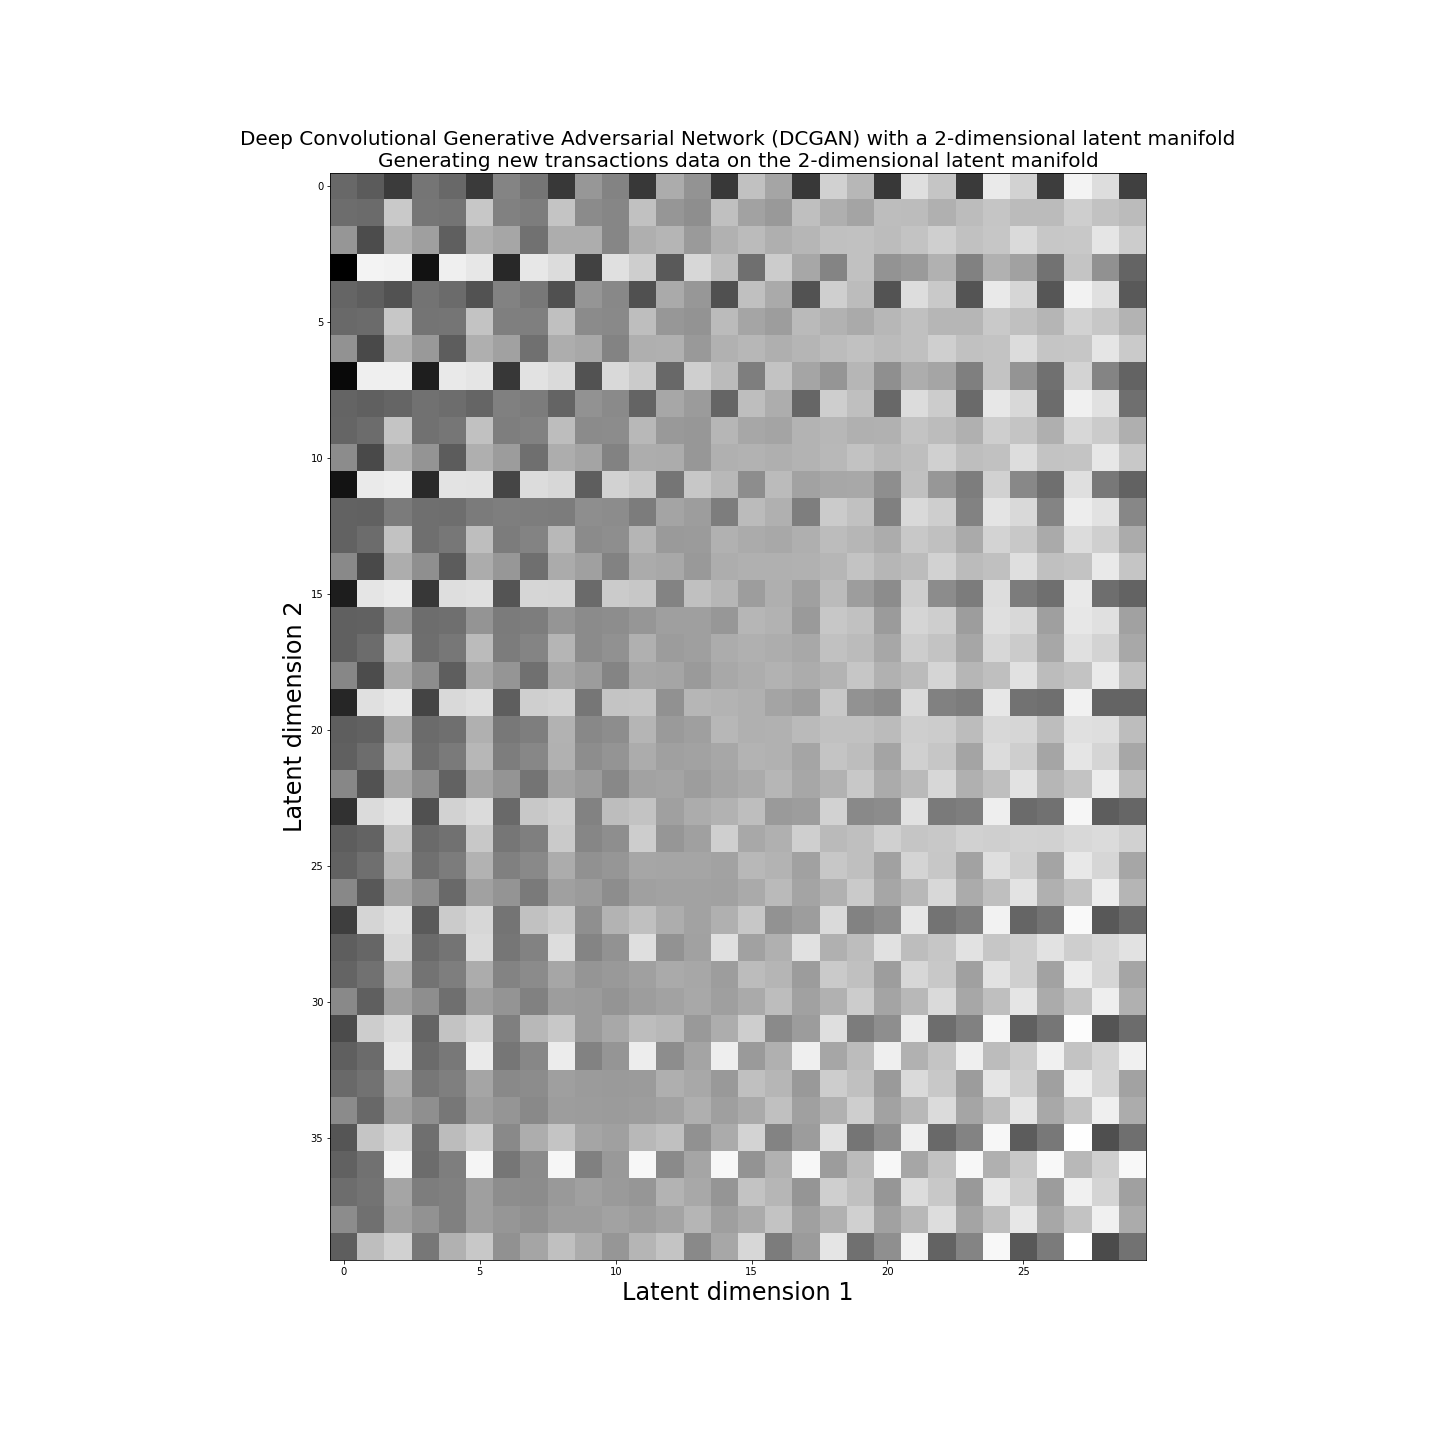 Deep Convolutional Generative Adversarial Network (DCGAN) with a 2-dimensional latent manifold
Generating new transactions data on the 2-dimensional latent manifold
0
5
10
15
20
25
30
35
Latent dimension 2
0 5 10 15 20 25
Latent dimension 1